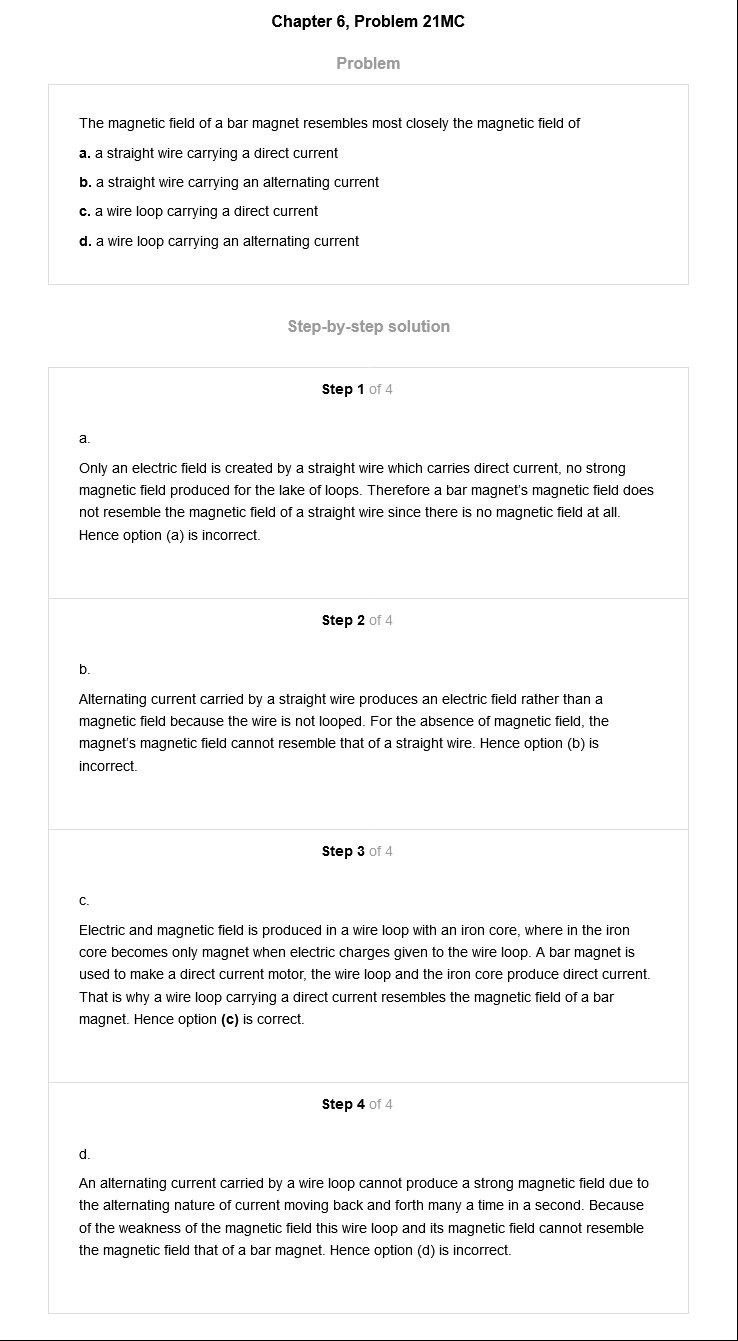 Chapter 6, Problem 21MC
Problem
The magnetic field of a bar magnet resembles most closely the magnetic field of
a. a straight wire carrying a direct current
b. a straight wire carrying an alternating current
c. a wire loop carrying a direct current
d. a wire loop carrying an alternating current
Step-by-step solution
Step 1 of 4
a.
Only an electric field is created by a straight wire which carries direct current, no strong
magnetic field produced for the lake of loops. Therefore a bar magnet's magnetic field does
not resemble the magnetic field of a straight wire since there is no magnetic field at all.
Hence option (a) is incorrect.
Step 2 of 4
b.
Alternating current carried by a straight wire produces an electric field rather than a
magnetic field because the wire is not looped. For the absence of magnetic field, the
magnet's magnetic field cannot resemble that of a straight wire. Hence option (b) is
incorrect.
Step 3 of 4
c.
Electric and magnetic field is produced in a wire loop with an iron core, where in the iron
core becomes only magnet when electric charges given to the wire loop. A bar magnet is
used to make a direct current motor, the wire loop and the iron core produce direct current.
That is why a wire loop carrying a direct current resembles the magnetic field of a bar
magnet. Hence option (c) is correct.
Step 4 of 4
d.
An alternating current carried by a wire loop cannot produce a strong magnetic field due to
the alternating nature of current moving back and forth many a time in a second. Because
of the weakness of the magnetic field this wire loop and its magnetic field cannot resemble
the magnetic field that of a bar magnet. Hence option (d) is incorrect.